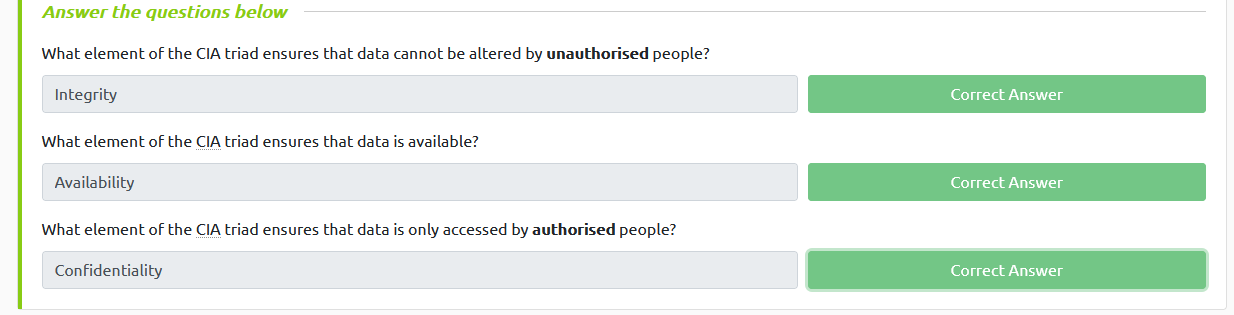 Answer the questions below
What element of the CIA triad ensures that data cannot be altered by unauthorised people?
Integrity
Correct Answer
What element of the CIA triad ensures that data is available?
Availability
Correct Answer
What element of the CIA triad ensures that data is only accessed by authorised people?
Confidentiality
Correct Answer